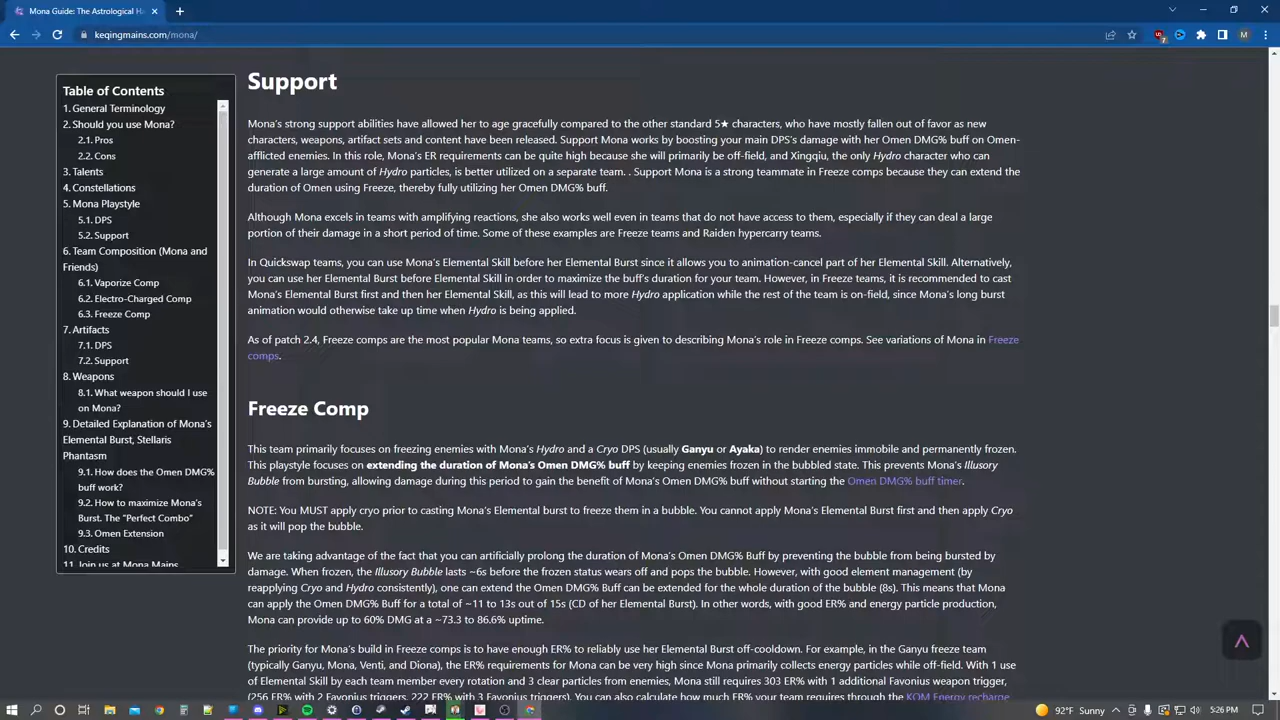 Mona Guide: The Astrological Ha
keqingmains.com/mona/
Table of Contents
1. General Terminology
2. Should you use Mona?
2.1. Pros
2.2. Cons
3. Talents
4. Constellations
5. Mona Playstyle
5.1. DPS
5.2. Support
6. Team Composition (Mona and
Friends)
6.1. Vaporize Comp
6.2. Electro-Charged Comp
6.3. Freeze Comp
7. Artifacts
7.1. DPS
7.2. Support
8. Weapons
8.1. What weapon should I use
on Mona?
9. Detailed Explanation of Mona's
Elemental Burst, Stellaris
Phantasm
9.1. How does the Omen DMG%
buff work?
9.2. How to maximize Mona's
Burst. The "Perfect Combo"
9.3. Omen Extension
10. Credits
11. Join us at Mona Mains
Support
Mona's strong support abilities have allowed her to age gracefully compared to the other standard 5★ characters, who have mostly fallen out of favor as new
characters, weapons, artifact sets and content have been released. Support Mona works by boosting your main DPS's damage with her Omen DMG% buff on Omen-
afflicted enemies. In this role, Mona's ER requirements can be quite high because she will primarily be off-field, and Xingqiu, the only Hydro character who can
generate a large amount of Hydro particles, is better utilized on a separate team. . Support Mona is a strong teammate in Freeze comps because they can extend the
duration of Omen using Freeze, thereby fully utilizing her Omen DMG% buff.
Although Mona excels in teams with amplifying reactions, she also works well even in teams that do not have access to them, especially if they can deal a large
portion of their damage in a short period of time. Some of these examples are Freeze teams and Raiden hypercarry teams.
In Quickswap teams, you can use Mona's Elemental Skill before her Elemental Burst since it allows you to animation-cancel part of her Elemental Skill. Alternatively,
you can use her Elemental Burst before Elemental Skill in order to maximize the buff's duration for your team. However, in Freeze teams, it is recommended to cast
Mona's Elemental Burst first and then her Elemental Skill, as this will lead to more Hydro application while the rest of the team is on-field, since Mona's long burst
animation would otherwise take up time when Hydro is being applied.
As of patch 2.4, Freeze comps are the most popular Mona teams, so extra focus is given to describing Mona's role in Freeze comps. See variations of Mona in Freeze
comps.
Freeze Comp
This team primarily focuses on freezing enemies with Mona's Hydro and a Cryo DPS (usually Ganyu or Ayaka) to render enemies immobile and permanently frozen.
This playstyle focuses on extending the duration of Mona's Omen DMG% buff by keeping enemies frozen in the bubbled state. This prevents Mona's Illusory
Bubble from bursting, allowing damage during this period to gain the benefit of Mona's Omen DMG% buff without starting the Omen DMG% buff timer.
NOTE: You MUST apply cryo prior to casting Mona's Elemental burst to freeze them in a bubble. You cannot apply Mona's Elemental Burst first and then apply Cryo
as it will pop the bubble.
We are taking advantage of the fact that you can artificially prolong the duration of Mona's Omen DMG% Buff by preventing the bubble from being bursted by
damage. When frozen, the Illusory Bubble lasts ~6s before the frozen status wears off and pops the bubble. However, with good element management (by
reapplying Cryo and Hydro consistently), one can extend the Omen DMG% Buff can be extended for the whole duration of the bubble (8s). This means that Mona
can apply the Omen DMG% Buff for a total of ~11 to 13s out of 15s (CD of her Elemental Burst). In other words, with good ER% and energy particle production,
Mona can provide up to 60% DMG at a ~73.3 to 86.6% uptime.
The priority for Mona's build in Freeze comps is to have enough ER% to reliably use her Elemental Burst off-cooldown. For example, in the Ganyu freeze team
(typically Ganyu, Mona, Venti, and Diona), the ER% requirements for Mona can be very high since Mona primarily collects energy particles while off-field. With 1 use
of Elemental Skill by each team member every rotation and 3 clear particles from enemies, Mona still requires 303 ER% with 1 additional Favonius weapon trigger,
(256 ER% with 2 Favonius triggers, 222 ER% with 3 Favonius triggers). You can also calculate how much ER% your team requires through the KQM Energy recharge
92°F Sunny
5:26 PM